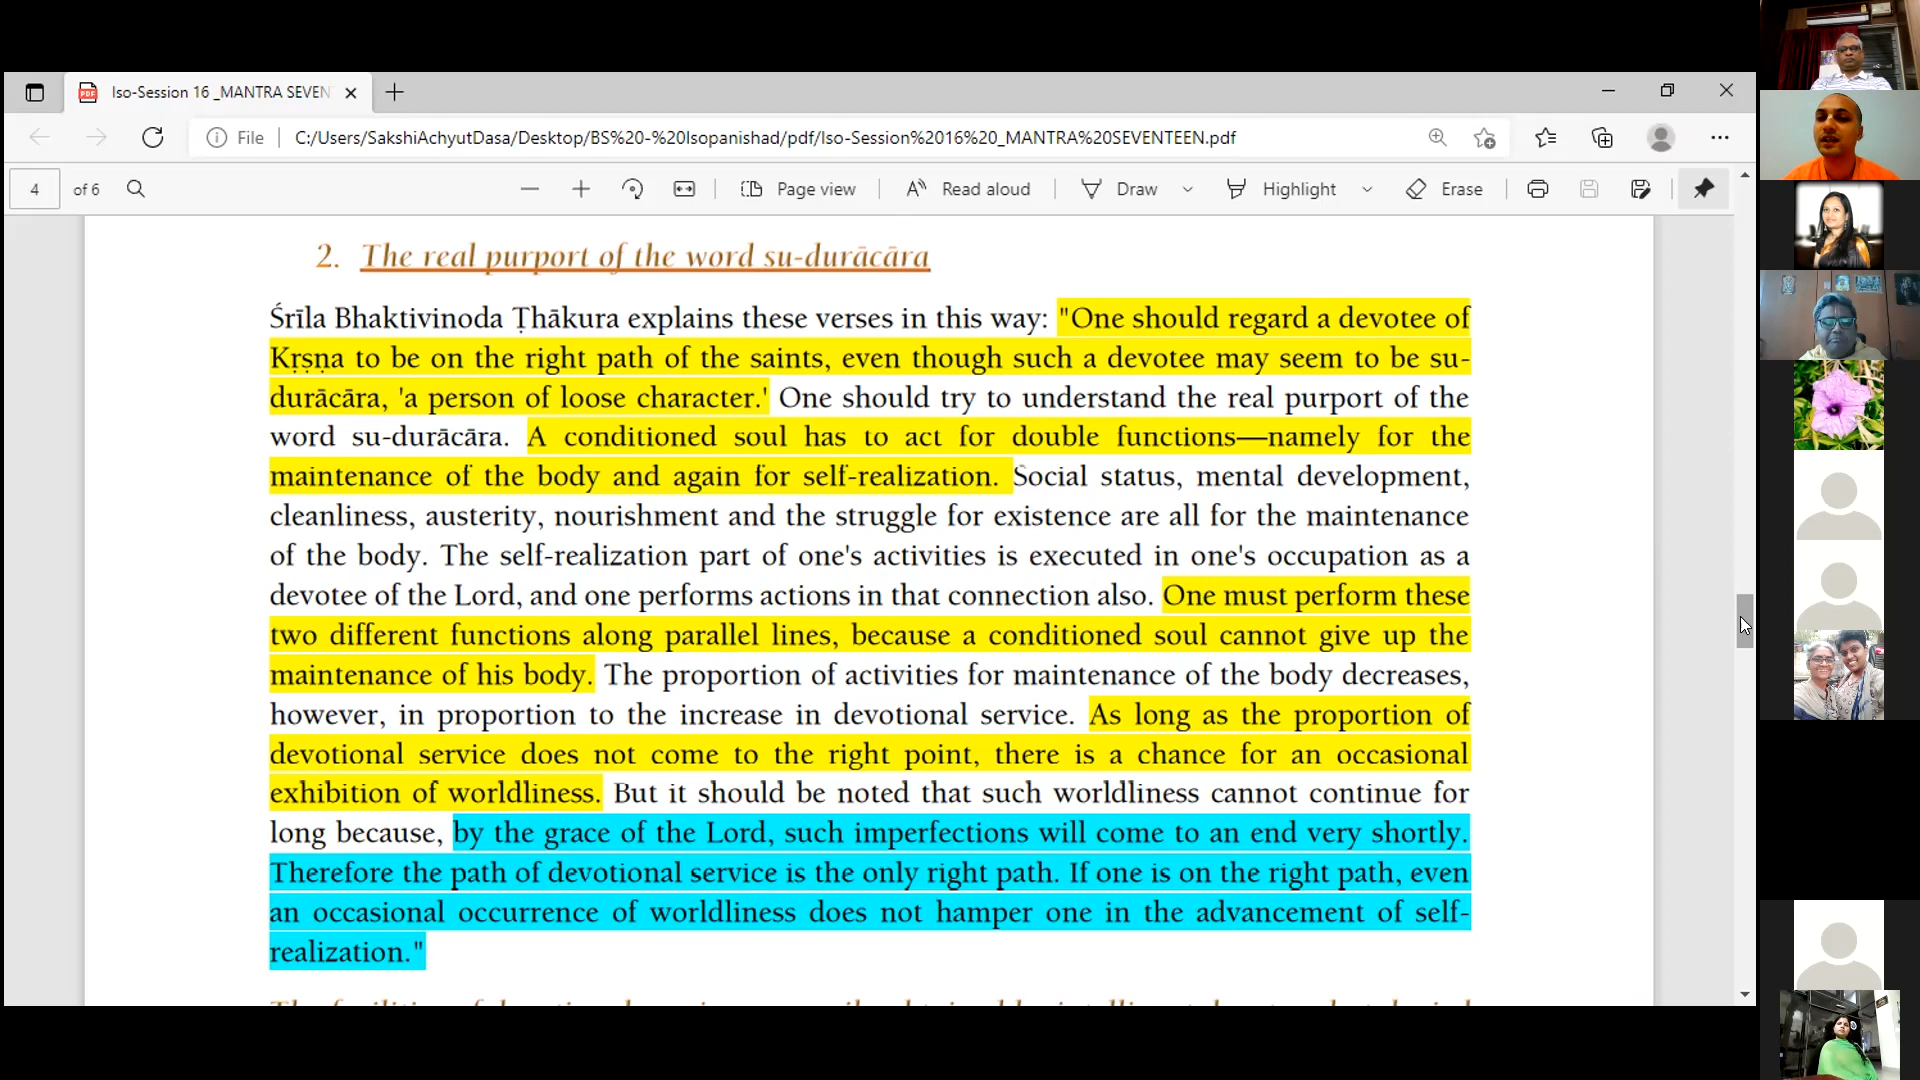 Iso-Session 16 _MANTRA SEVEN
File
C:/Users/SakshiAchyutDasa/Desktop/BS%20-%20Isopanishad/pdf/Iso-Session%2016%20_MANTRA%20SEVENTEEN.pdf
4 of 6
Page view
Read aloud
Draw
Highlight
Erase
2. The real purport of the word su-durācāra
Śrīla Bhaktivinoda Ṭhākura explains these verses in this way: "One should regard a devotee of
Kṛṣṇa to be on the right path of the saints, even though such a devotee may seem to be su-
durācāra, 'a person of loose character.' One should try to understand the real purport of the
word su-durācāra. A conditioned soul has to act for double functions—namely for the
maintenance of the body and again for self-realization. Social status, mental development,
cleanliness, austerity, nourishment and the struggle for existence are all for the maintenance
of the body. The self-realization part of one's activities is executed in one's occupation as a
devotee of the Lord, and one performs actions in that connection also. One must perform these
two different functions along parallel lines, because a conditioned soul cannot give up the
maintenance of his body. The proportion of activities for maintenance of the body decreases,
however, in proportion to the increase in devotional service. As long as the proportion of
devotional service does not come to the right point, there is a chance for an occasional
exhibition of worldliness. But it should be noted that such worldliness cannot continue for
long because, by the grace of the Lord, such imperfections will come to an end very shortly.
Therefore the path of devotional service is the only right path. If one is on the right path, even
an occasional occurrence of worldliness does not hamper one in the advancement of self-
realization."